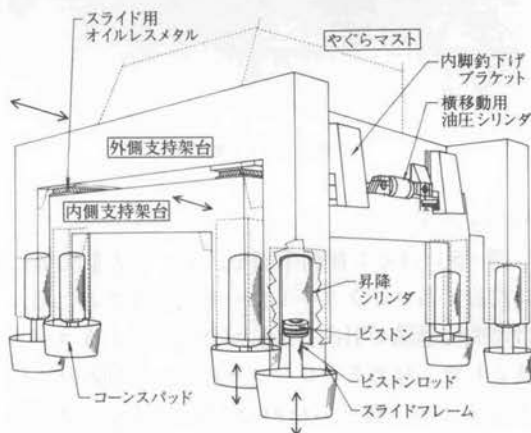 スライド用
オイルレスメタル
やぐらマスト
内脚釣下げ
ブラケット
横移動用
油圧シリンダ
外側支持架台
内側支持架台
昇降
シリンダ
ピストン
ピストンロッド
コーンスパッド
スライドフレーム